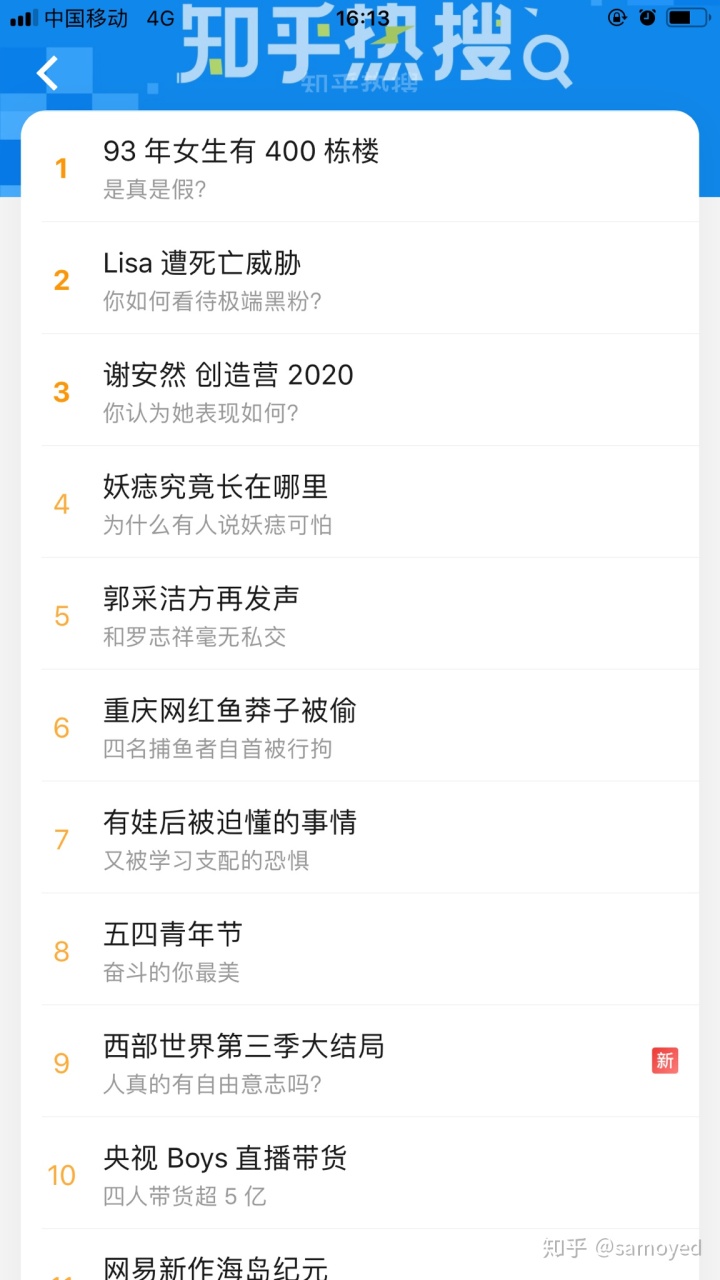 中国移动 4G 16:13
知乎热搜
知乎热搜
1
93 年女生有 400 栋楼
是真是假?
2
Lisa 遭死亡威胁
你如何看待极端黑粉?
3
谢安然 创造营 2020
你认为她表现如何?
4
妖痣究竟长在哪里
为什么有人说妖痣可怕
5
郭采洁方再发声
和罗志祥毫无私交
6
重庆网红鱼莽子被偷
四名捕鱼者自首被行拘
7
有娃后被迫懂的事情
又被学习支配的恐惧
8
五四青年节
奋斗的你最美
9
西部世界第三季大结局
新
人真的有自由意志吗?
10
央视 Boys 直播带货
四人带货超 5 亿
11
网易新作海岛纪元
知乎 @samoyed